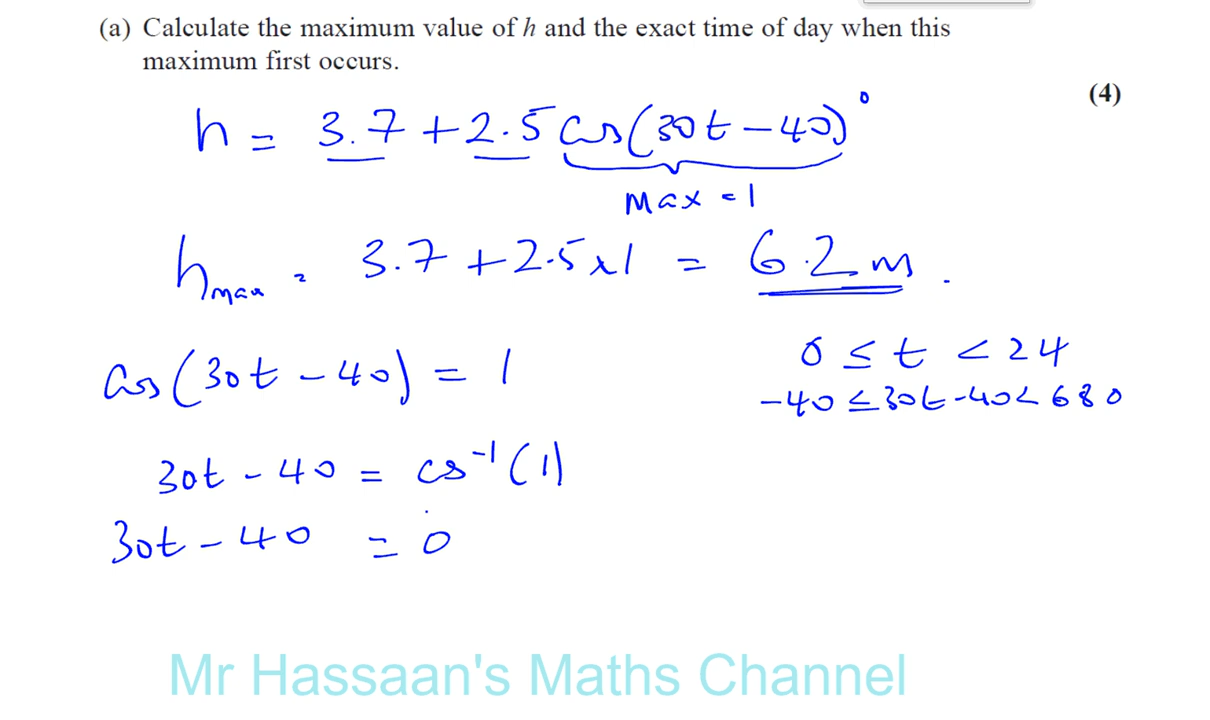 (a) Calculate the maximum value of h and the exact time of day when this
maximum first occurs.
(4)
h = 3.7 + 2.5 cos(30t - 40)°
Max = 1
hmax = 3.7 + 2.5 x 1 = 6.2 m.
0 ≤ t < 24
-40 ≤ 30t - 40 < 680
cos(30t - 40) = 1
30t - 40 = cos⁻¹(1)
30t - 40 = 0
Mr Hassaan's Maths Channel